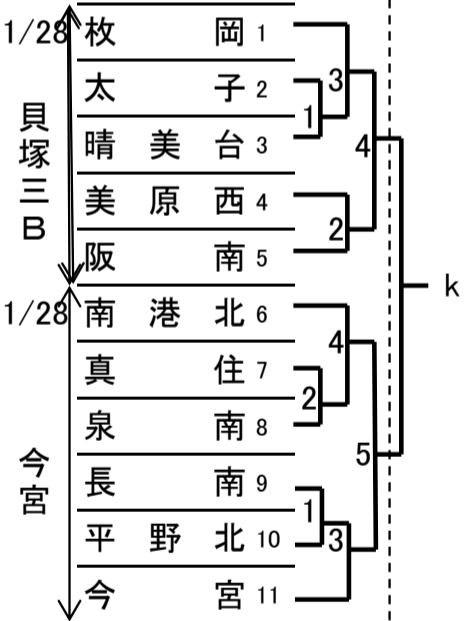 1/28
貝塚三B
枚岡 1
太子 2
晴美台 3
美原西 4
阪南 5
1
3
2
4
1/28
今宮
南港北 6
真住 7
泉南 8
長南 9
平野北 10
今宮 11
2
4
1
3
5
k